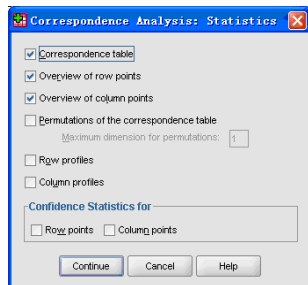 Correspondence Analysis: Statistics
Correspondence table
Overview of row points
Overview of column points
Permutations of the correspondence table
Maximum dimension for permutations: 1
Row profiles
Column profiles
Confidence Statistics for
Row points Column points
Continue Cancel Help